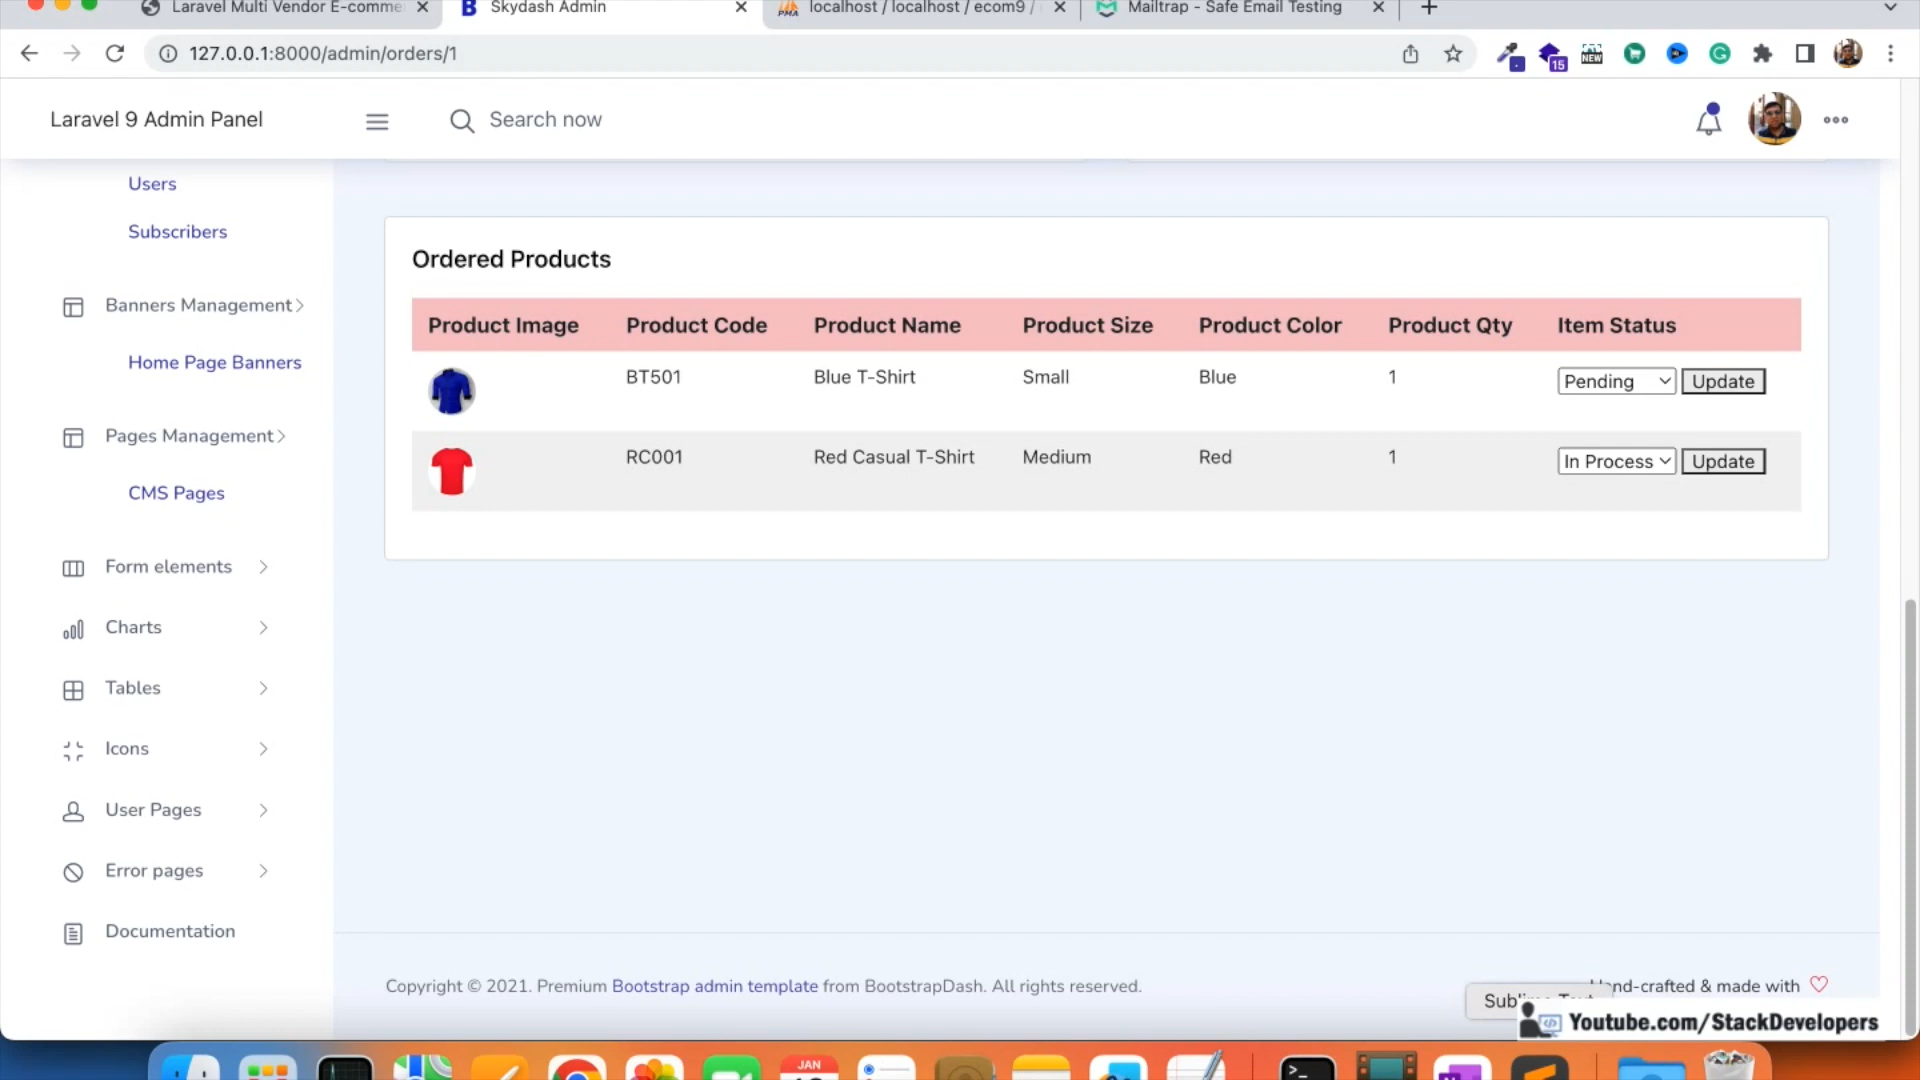 Laravel Multi Vendor E-comme
Skydash Admin
localhost / localhost / ecom9 /
Mailtrap - Safe Email Testing
127.0.0.1:8000/admin/orders/1
15
NEW
Laravel 9 Admin Panel
Search now
Users
Subscribers
Banners Management
Home Page Banners
Pages Management
CMS Pages
Form elements
Charts
Tables
Icons
User Pages
Error pages
Documentation
Ordered Products
Product Image Product Code Product Name Product Size Product Color Product Qty Item Status
BT501 Blue T-Shirt Small Blue 1 Pending Update
RC001 Red Casual T-Shirt Medium Red 1 In Process Update
Copyright © 2021. Premium Bootstrap admin template from BootstrapDash. All rights reserved.
Hand-crafted & made with
Youtube.com/StackDevelopers
JAN